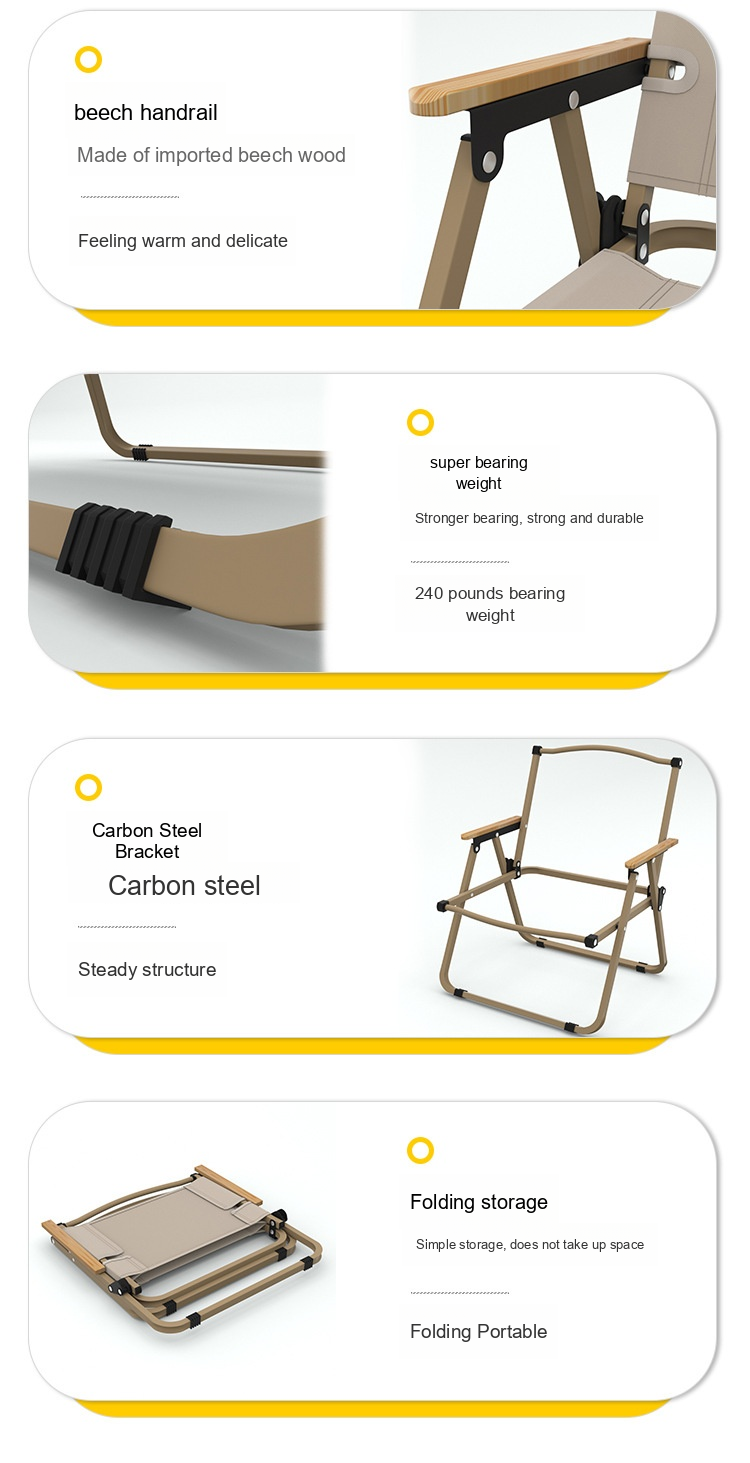 beech handrail
Made of imported beech wood
Feeling warm and delicate
super bearing
weight
Stronger bearing, strong and durable
240 pounds bearing
weight
Carbon Steel
Bracket
Carbon steel
Steady structure
Folding storage
Simple storage, does not take up space
Folding Portable